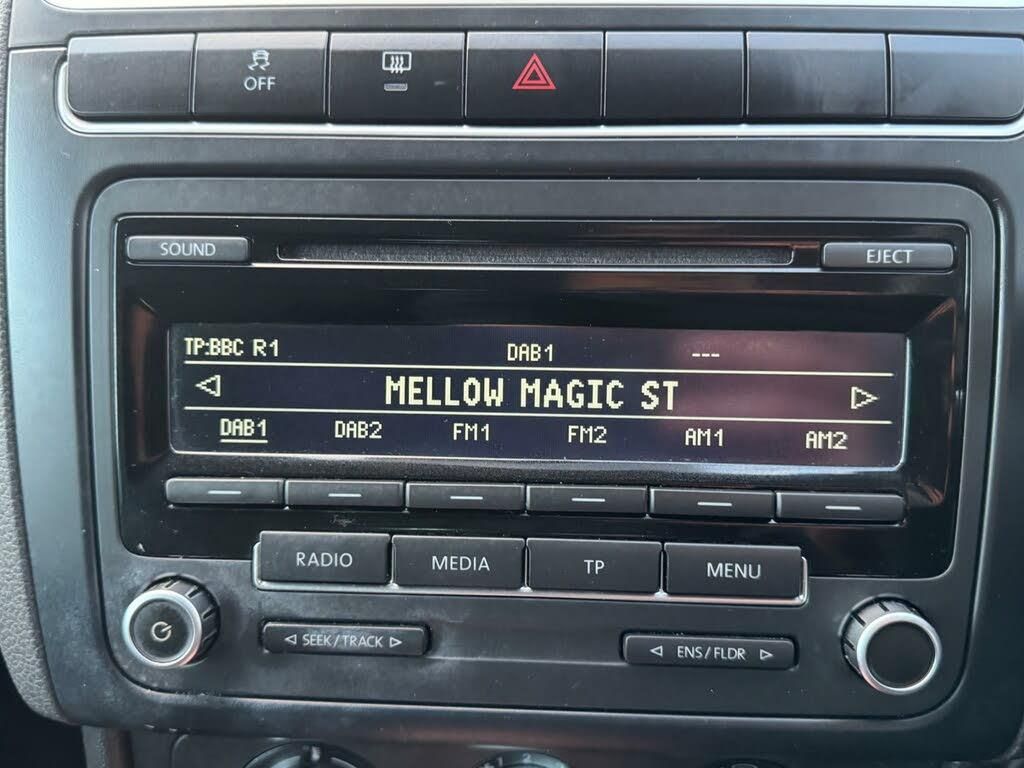 OFF
SOUND
EJECT
TP:BBC R1 DAB1 ---
MELLOW MAGIC ST
DAB1 DAB2 FM1 FM2 AM1 AM2
RADIO MEDIA TP MENU
SEEK/TRACK
ENS/FLDR